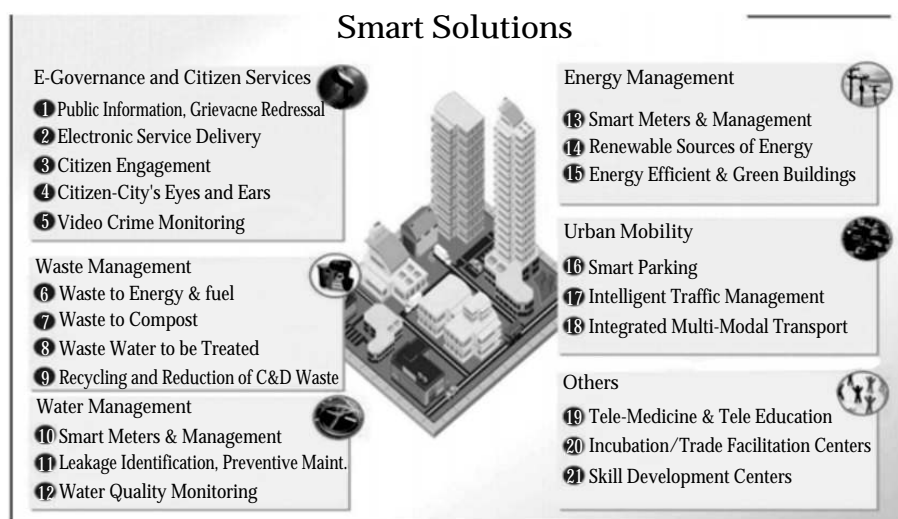 Smart Solutions
E-Governance and Citizen Services
1 Public Information, Grievacne Redressal
2 Electronic Service Delivery
3 Citizen Engagement
4 Citizen-City's Eyes and Ears
5 Video Crime Monitoring
Waste Management
6 Waste to Energy & fuel
7 Waste to Compost
8 Waste Water to be Treated
9 Recycling and Reduction of C&D Waste
Water Management
10 Smart Meters & Management
11 Leakage Identification, Preventive Maint.
12 Water Quality Monitoring
Energy Management
13 Smart Meters & Management
14 Renewable Sources of Energy
15 Energy Efficient & Green Buildings
Urban Mobility
16 Smart Parking
17 Intelligent Traffic Management
18 Integrated Multi-Modal Transport
Others
19 Tele-Medicine & Tele Education
20 Incubation/Trade Facilitation Centers
21 Skill Development Centers